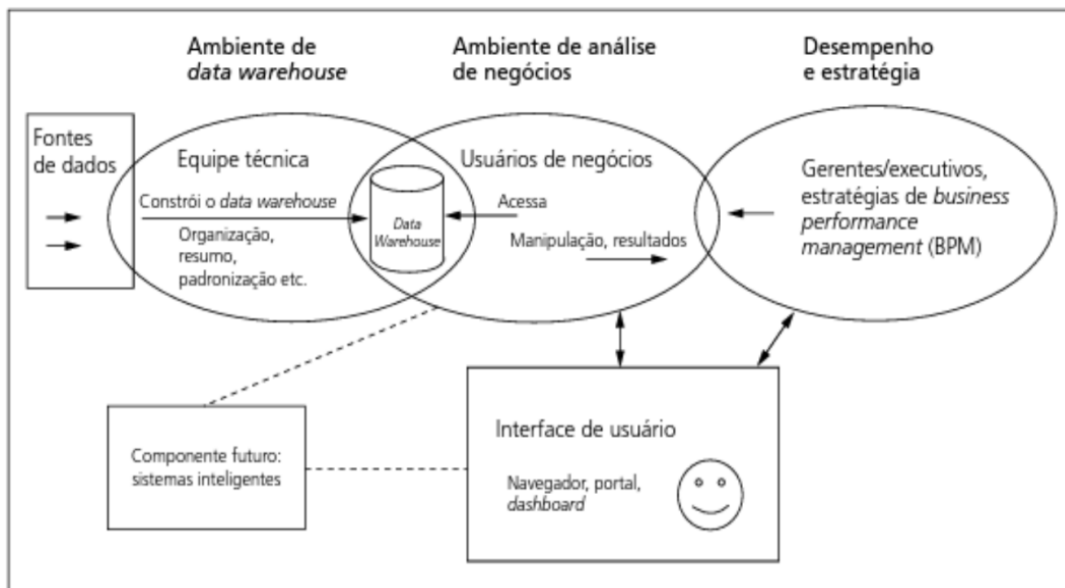 Ambiente de
data warehouse
Ambiente de análise
de negócios
Desempenho
e estratégia
Fontes
de dados
Equipe técnica
Constrói o data warehouse
Organização,
resumo,
padronização etc.
Data
Warehouse
Usuários de negócios
Acessa
Manipulação, resultados
Gerentes/executivos,
estratégias de business
performance
management (BPM)
Componente futuro:
sistemas inteligentes
Interface de usuário
Navegador, portal,
dashboard